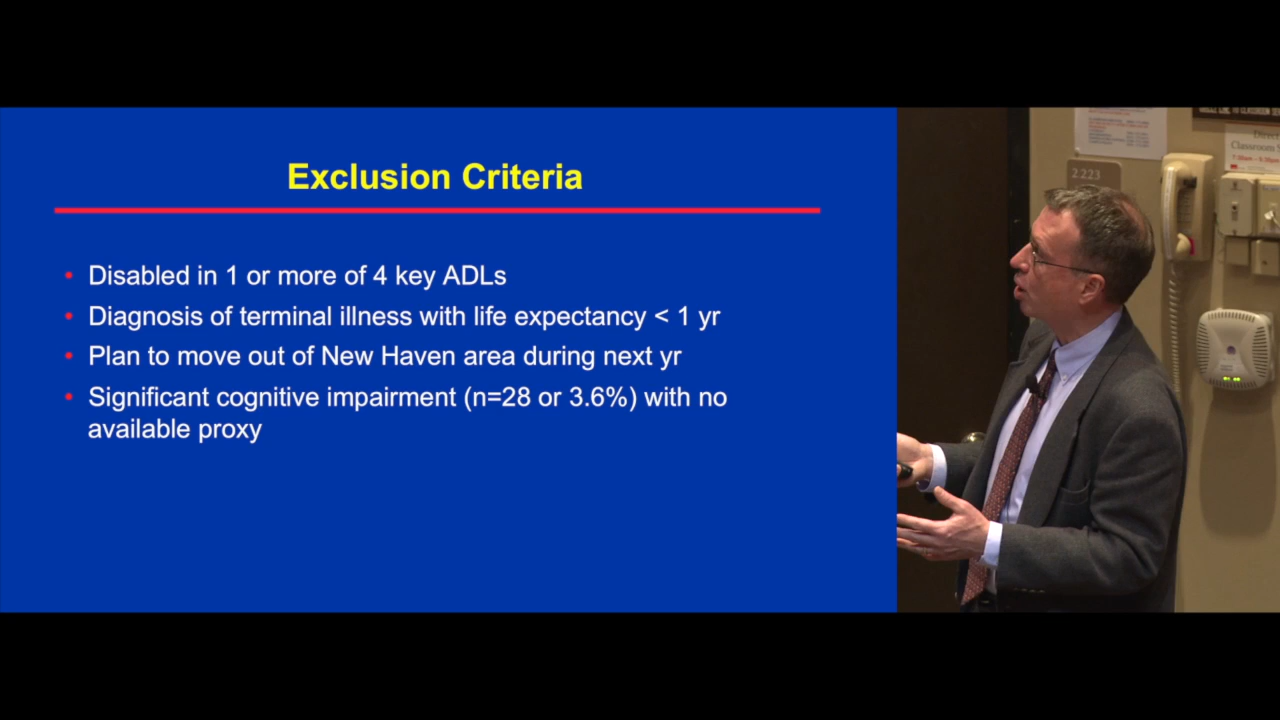 Exclusion Criteria
• Disabled in 1 or more of 4 key ADLs
• Diagnosis of terminal illness with life expectancy < 1 yr
• Plan to move out of New Haven area during next yr
• Significant cognitive impairment (n=28 or 3.6%) with no
available proxy
2223
Classroom